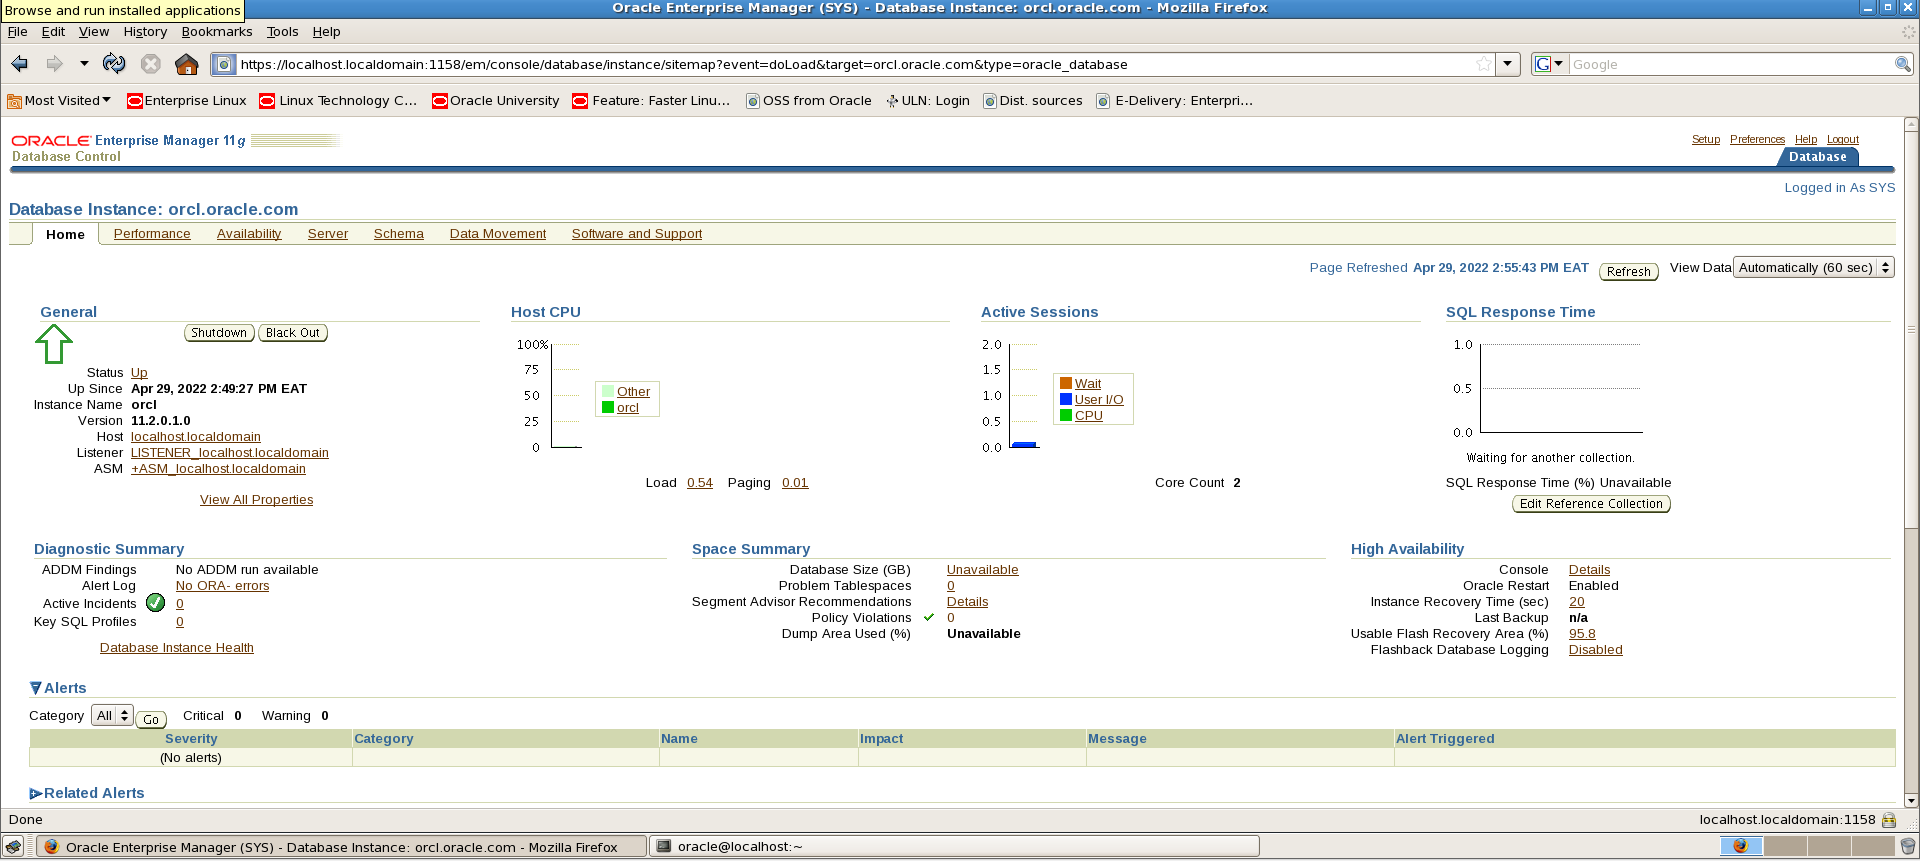 Browse and run installed applications
Oracle Enterprise Manager (SYS) - Database Instance: orcl.oracle.com - Mozilla Firefox
File Edit View History Bookmarks Tools Help
https://localhost.localdomain:1158/em/console/database/instance/sitemap?event=doLoad&target=orcl.oracle.com&type=oracle_database
G Google
Most Visited Enterprise Linux Linux Technology C... Oracle University Feature: Faster Linu... OSS from Oracle ULN: Login Dist. sources E-Delivery: Enterpri...
ORACLE Enterprise Manager 11g
Database Control
Setup Preferences Help Logout
Database
Logged in As SYS
Database Instance: orcl.oracle.com
Home Performance Availability Server Schema Data Movement Software and Support
Page Refreshed Apr 29, 2022 2:55:43 PM EAT Refresh View Data Automatically (60 sec)
General
Shutdown Black Out
Status Up
Up Since Apr 29, 2022 2:49:27 PM EAT
Instance Name orcl
Version 11.2.0.1.0
Host localhost.localdomain
Listener LISTENER_localhost.localdomain
ASM +ASM_localhost.localdomain
View All Properties
Host CPU
100%
75
50
25
0
Other
orcl
Load 0.54 Paging 0.01
Active Sessions
2.0
1.5
1.0
0.5
0.0
Wait
User I/O
CPU
Core Count 2
SQL Response Time
1.0
0.5
0.0
Waiting for another collection.
SQL Response Time (%) Unavailable
Edit Reference Collection
Diagnostic Summary
ADDM Findings No ADDM run available
Alert Log No ORA- errors
Active Incidents 0
Key SQL Profiles 0
Database Instance Health
Space Summary
Database Size (GB) Unavailable
Problem Tablespaces 0
Segment Advisor Recommendations Details
Policy Violations 0
Dump Area Used (%) Unavailable
High Availability
Console Details
Oracle Restart Enabled
Instance Recovery Time (sec) 20
Last Backup n/a
Usable Flash Recovery Area (%) 95.8
Flashback Database Logging Disabled
Alerts
Category All Go Critical 0 Warning 0
Severity Category Name Impact Message Alert Triggered
(No alerts)
Related Alerts
Done
localhost.localdomain:1158
Oracle Enterprise Manager (SYS) - Database Instance: orcl.oracle.com - Mozilla Firefox
oracle@localhost:~